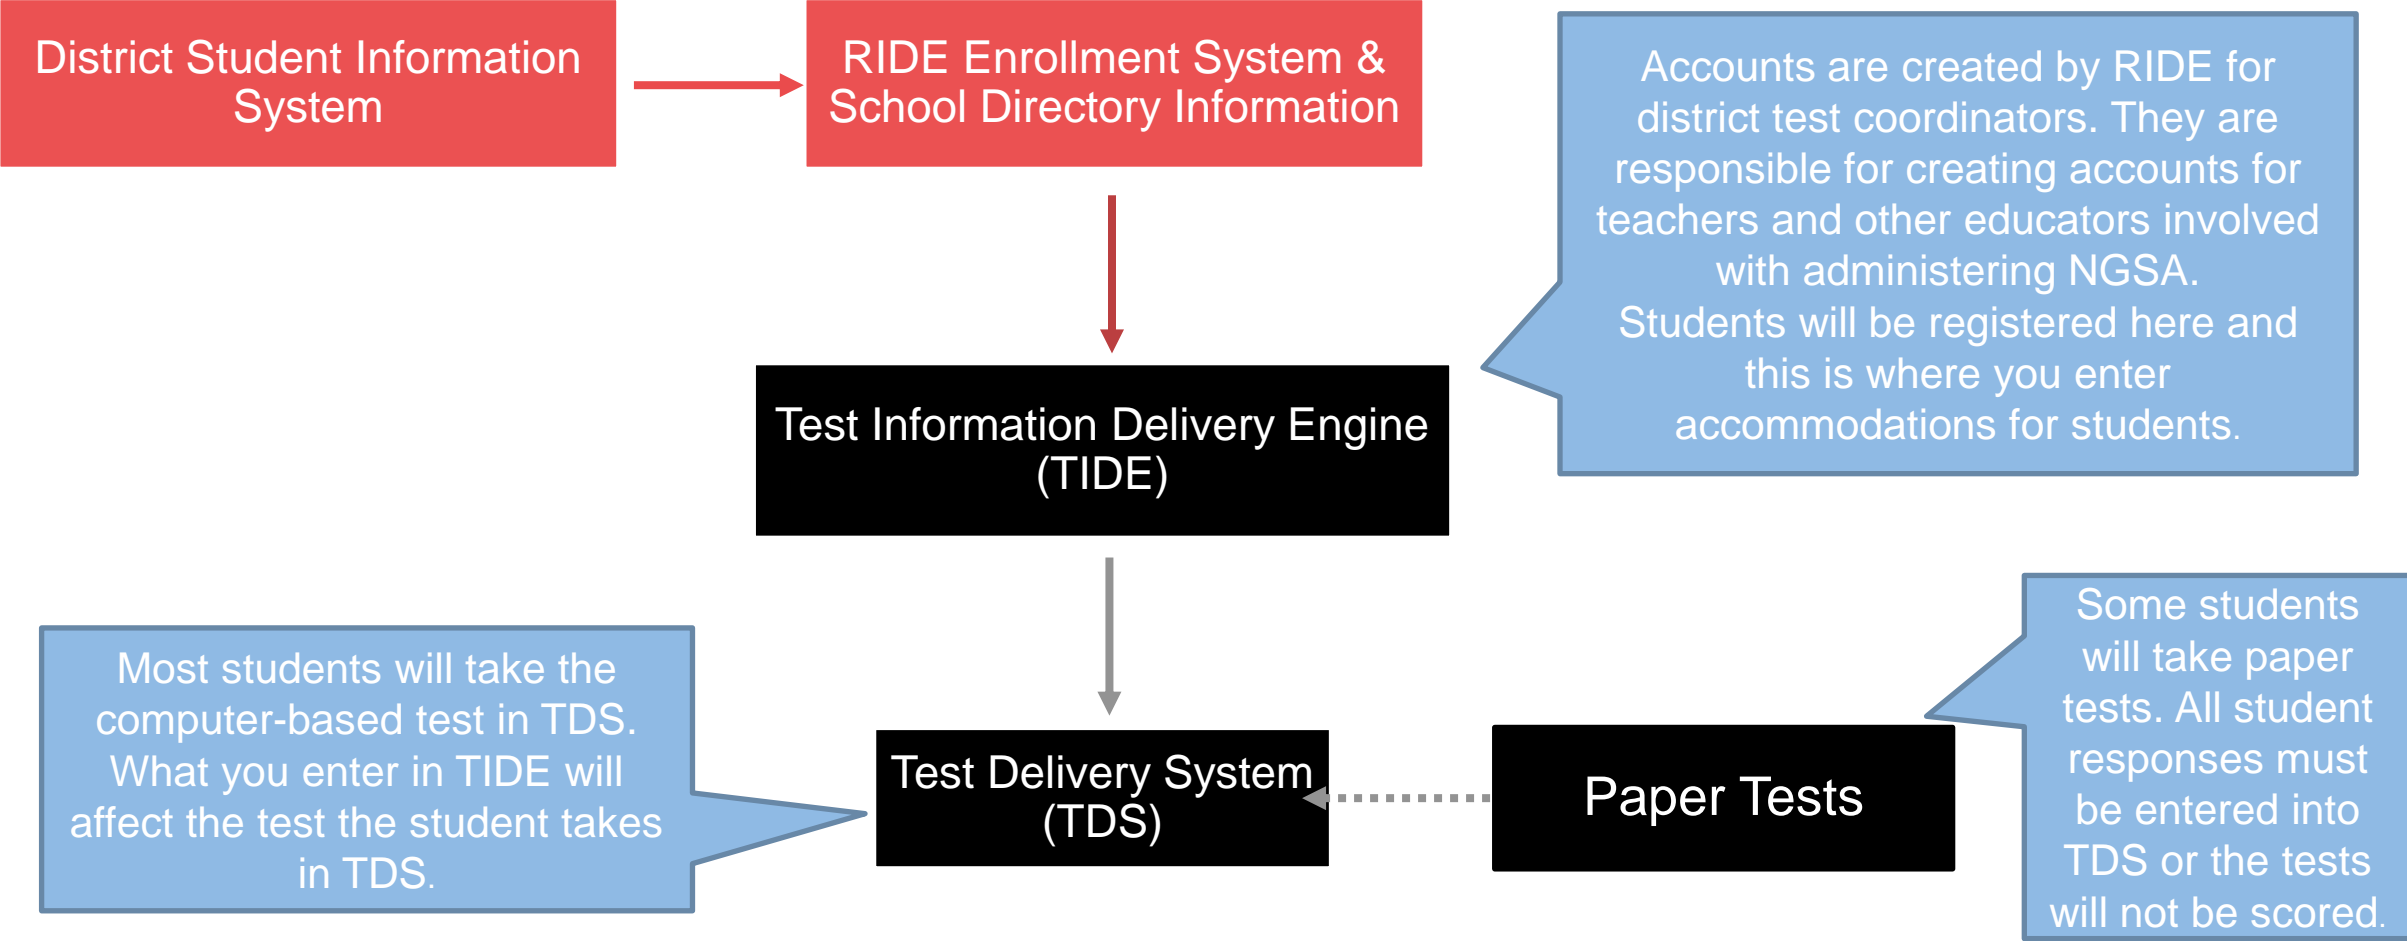 District Student Information
System
RIDE Enrollment System &
School Directory Information
Accounts are created by RIDE for
district test coordinators. They are
responsible for creating accounts for
teachers and other educators involved
with administering NGSA.
Students will be registered here and
this is where you enter
accommodations for students.
Test Information Delivery Engine
(TIDE)
Most students will take the
computer-based test in TDS.
What you enter in TIDE will
affect the test the student takes
in TDS.
Test Delivery System
(TDS)
Paper Tests
Some students
will take paper
tests. All student
responses must
be entered into
TDS or the tests
will not be scored.